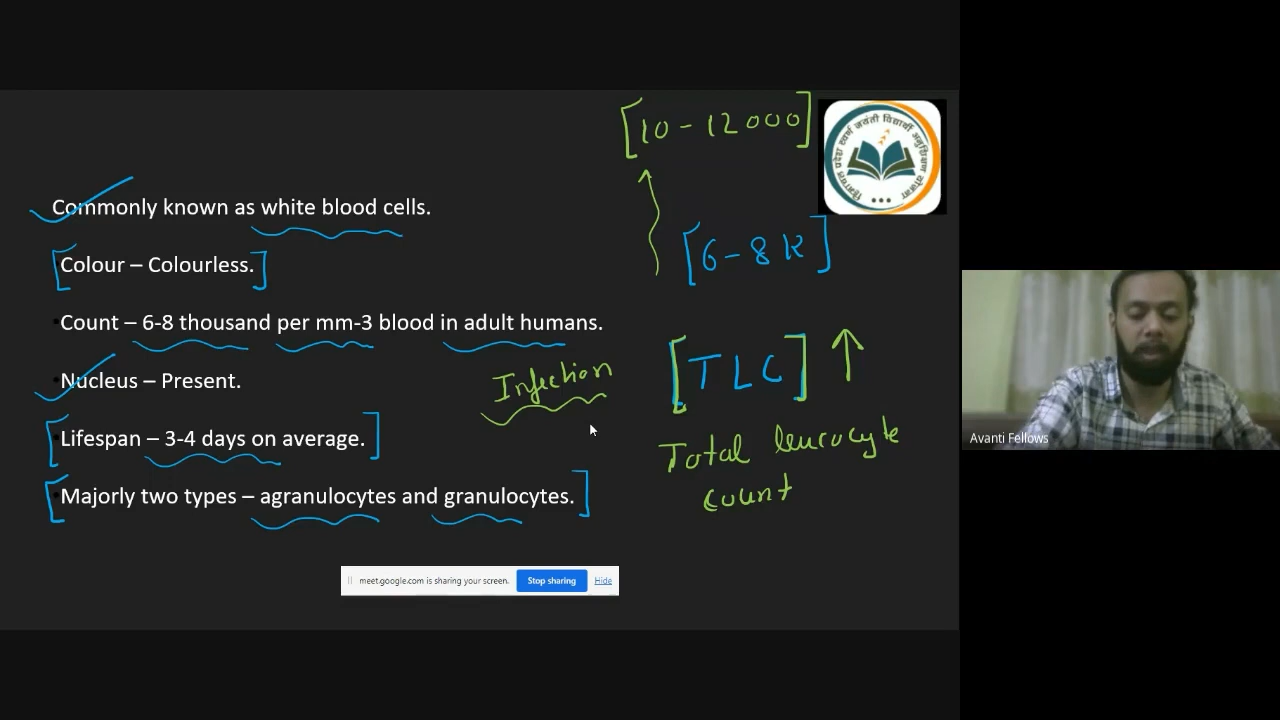 [10 - 12000]
Commonly known as white blood cells.
[Colour – Colourless.]
[6 - 8 K]
Count – 6-8 thousand per mm-3 blood in adult humans.
Nucleus – Present.
Infection
[TLC] ↑
[Lifespan – 3-4 days on average.]
Total leucocyte
count
[Majorly two types – agranulocytes and granulocytes.]
meet.google.com is sharing your screen. Stop sharing Hide
Avanti Fellows